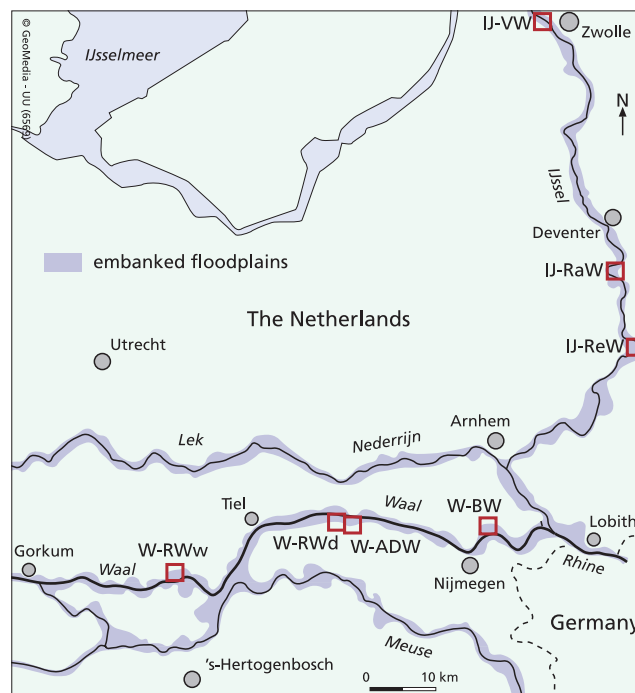 © GeoMedia - UU (6569)
IJsselmeer
IJ-VW
Zwolle
N
IJssel
Deventer
embanked floodplains
IJ-RaW
The Netherlands
IJ-ReW
Utrecht
Arnhem
Lek
Nederrijn
Tiel
Waal
W-BW
Lobith
W-RWd
W-ADW
Gorkum
W-RWw
Waal
Nijmegen
Rhine
Germany
Meuse
's-Hertogenbosch
0 10 km